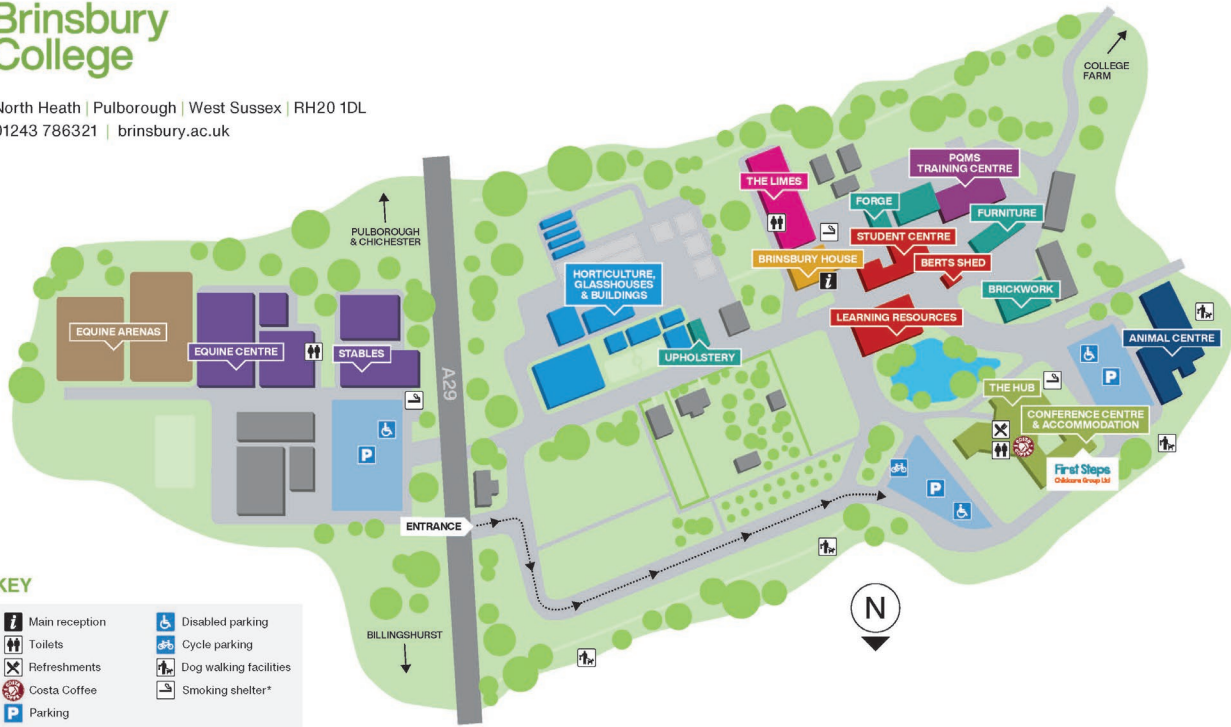 Brinsbury
College
North Heath | Pulborough | West Sussex | RH20 1DL
01243 786321 | brinsbury.ac.uk
COLLEGE
FARM
PULBOROUGH
& CHICHESTER
THE LIMES
PQMS
TRAINING CENTRE
FORGE
FURNITURE
STUDENT CENTRE
BRINSBURY HOUSE
i
BERTS SHED
HORTICULTURE,
GLASSHOUSES
& BUILDINGS
BRICKWORK
LEARNING RESOURCES
EQUINE ARENAS
EQUINE CENTRE
STABLES
UPHOLSTERY
ANIMAL CENTRE
A29
P
THE HUB
CONFERENCE CENTRE
& ACCOMMODATION
COSTA
COFFEE
First Steps
Childcare Group Ltd
P
P
ENTRANCE
N
BILLINGSHURST
KEY
i Main reception
Toilets
Refreshments
Costa Coffee
P Parking
Disabled parking
Cycle parking
Dog walking facilities
Smoking shelter*